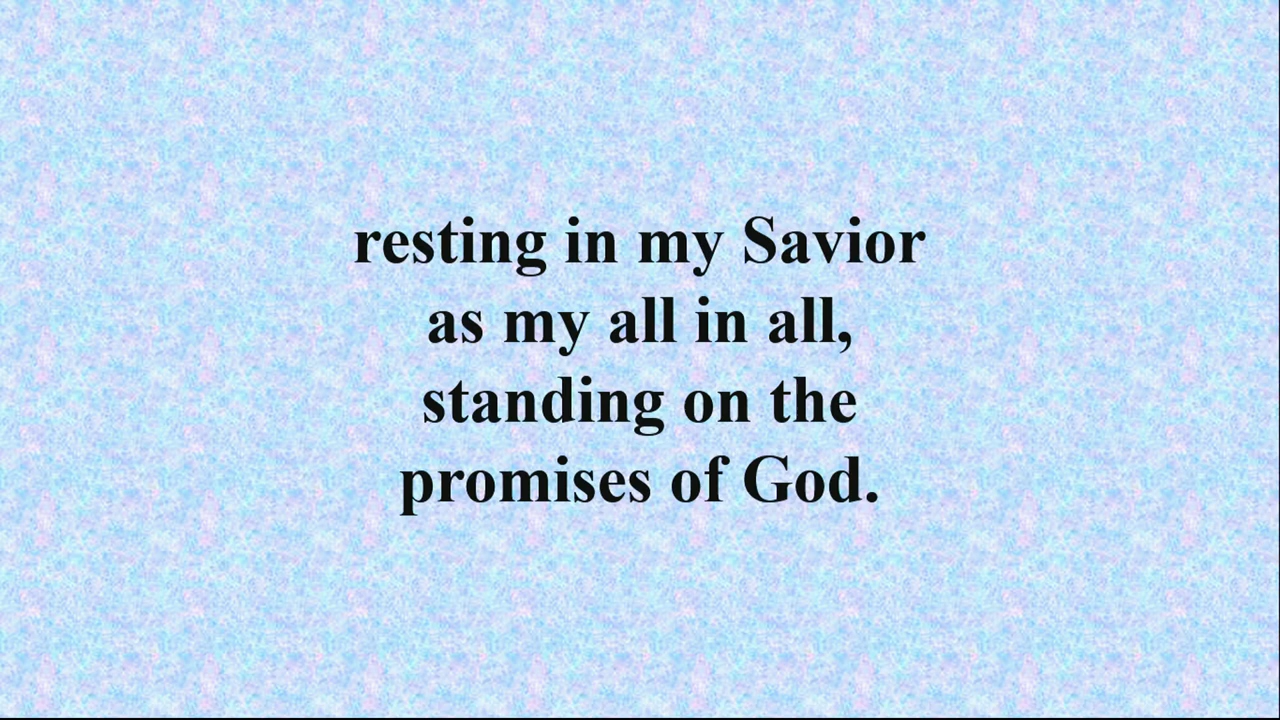 resting in my Savior
as my all in all,
standing on the
promises of God.